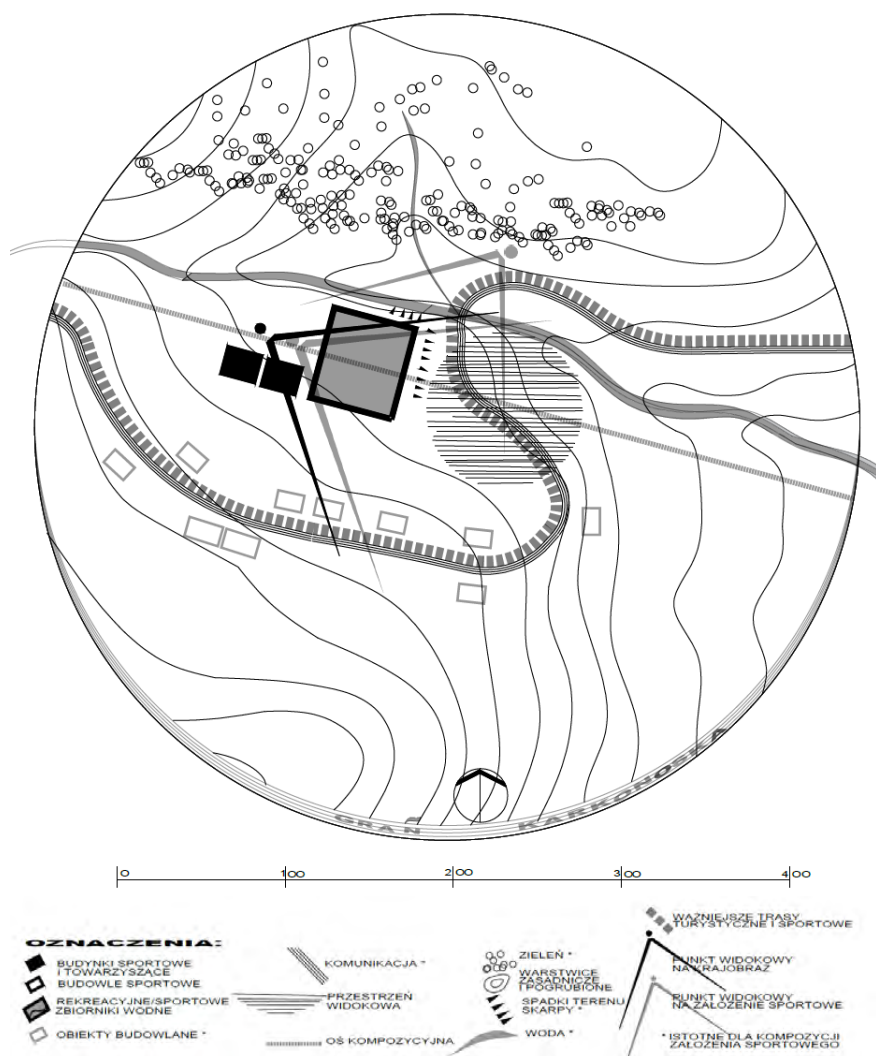 GRAŃ KARKONOSKA
0 100 200 300 400
OZNACZENIA:
BUDYNKI SPORTOWE
I TOWARZYSZĄCE
BUDOWLE SPORTOWE
REKREACYJNE/SPORTOWE
ZBIORNIKI WODNE
OBIEKTY BUDOWLANE *
KOMUNIKACJA *
PRZESTRZEŃ
WIDOKOWA
OŚ KOMPOZYCYJNA
ZIELEŃ *
WARSTWICE
ZASADNICZE
I POGRUBIONE
SPADKI TERENU
SKARPY *
WODA *
WAŻNIEJSZE TRASY
TURYSTYCZNE I SPORTOWE
PUNKT WIDOKOWY
NA KRAJOBRAZ
PUNKT WIDOKOWY
NA ZAŁOŻENIE SPORTOWE
* ISTOTNE DLA KOMPOZYCJI
ZAŁOŻENIA SPORTOWEGO